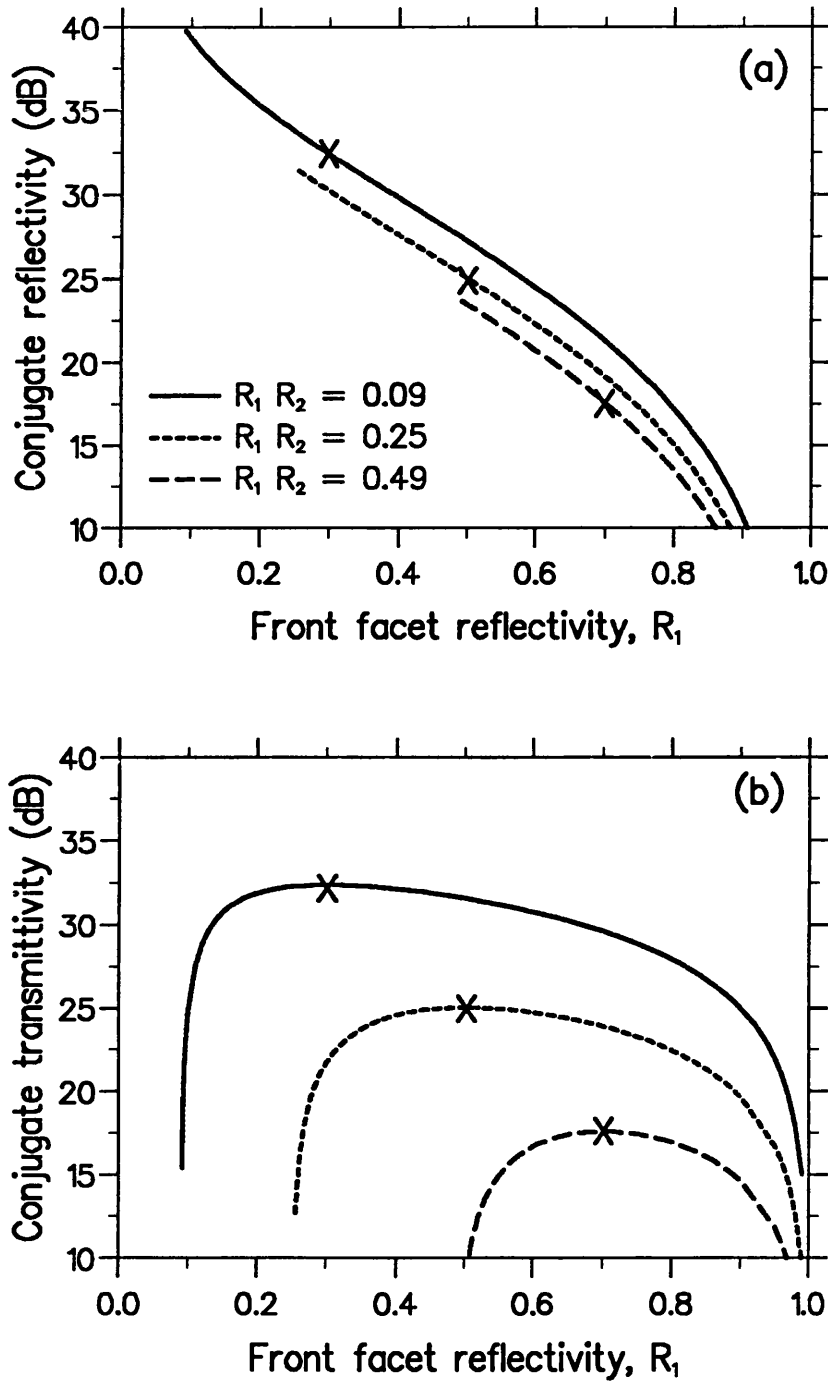 (a)
Conjugate reflectivity (dB)
40
35
30
25
20
15
10
R₁ R₂ = 0.09
R₁ R₂ = 0.25
R₁ R₂ = 0.49
0.0 0.2 0.4 0.6 0.8 1.0
Front facet reflectivity, R₁
(b)
Conjugate transmittivity (dB)
40
35
30
25
20
15
10
0.0 0.2 0.4 0.6 0.8 1.0
Front facet reflectivity, R₁